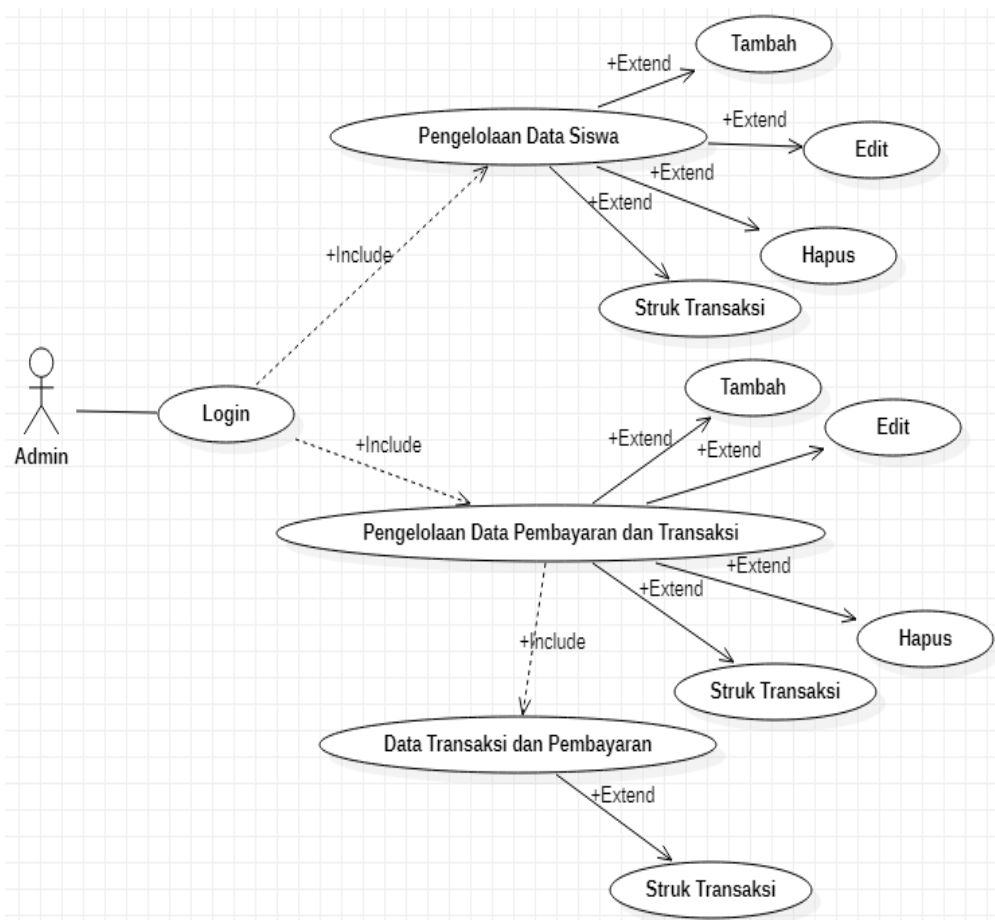 Tambah
+Extend
+Extend
Pengelolaan Data Siswa
Edit
+Extend
+Extend
+Include
Hapus
Struk Transaksi
Tambah
Login
Edit
Admin
+Include
+Extend
+Extend
Pengelolaan Data Pembayaran dan Transaksi
+Extend
+Extend
Hapus
+Include
Struk Transaksi
Data Transaksi dan Pembayaran
+Extend
Struk Transaksi